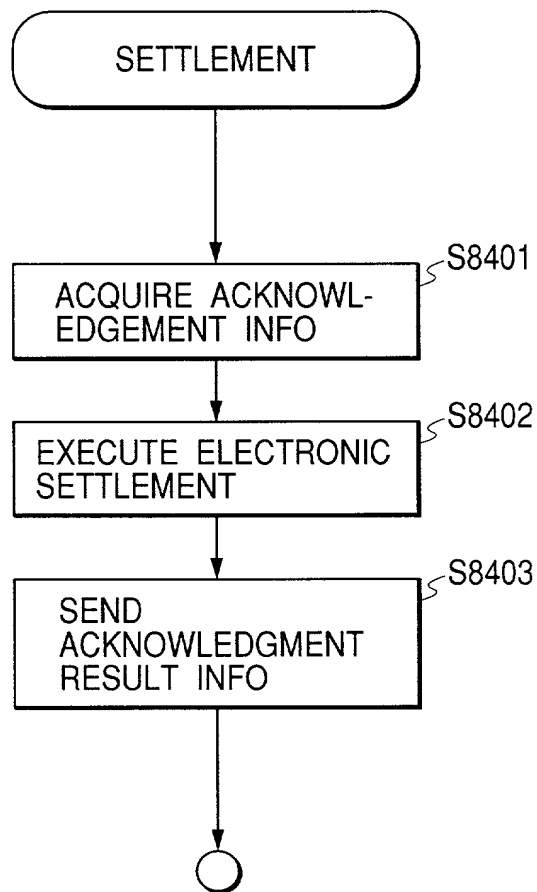 SETTLEMENT
S8401
ACQUIRE ACKNOWL-
EDGEMENT INFO
S8402
EXECUTE ELECTRONIC
SETTLEMENT
S8403
SEND
ACKNOWLEDGMENT
RESULT INFO